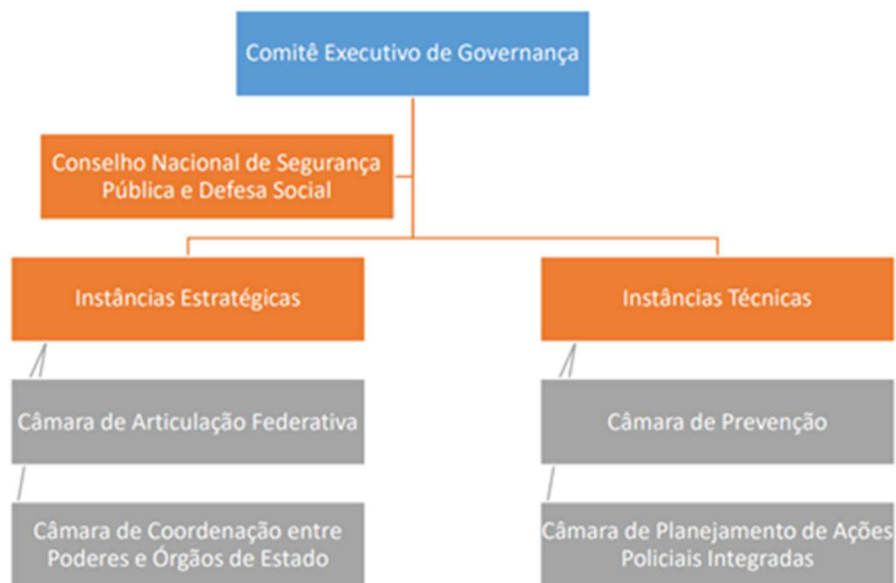 Comitê Executivo de Governança
Conselho Nacional de Segurança
Pública e Defesa Social
Instâncias Estratégicas
Instâncias Técnicas
Câmara de Articulação Federativa
Câmara de Prevenção
Câmara de Coordenação entre
Poderes e Órgãos de Estado
Câmara de Planejamento de Ações
Policiais Integradas